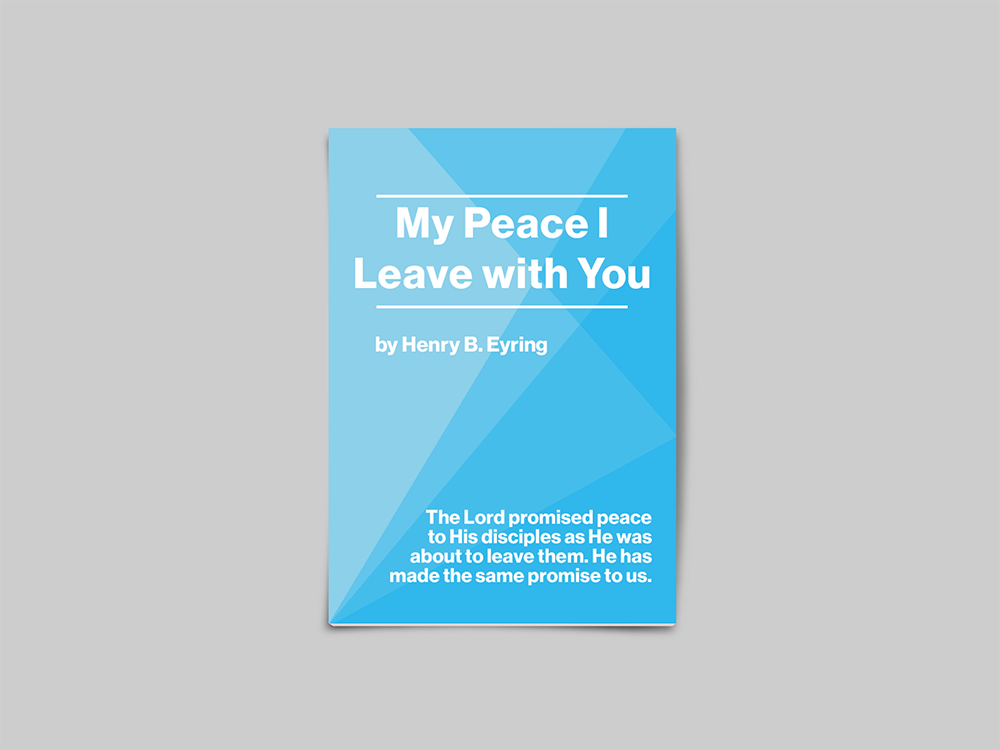 My Peace I
Leave with You
by Henry B. Eyring
The Lord promised peace
to His disciples as He was
about to leave them. He has
made the same promise to us.